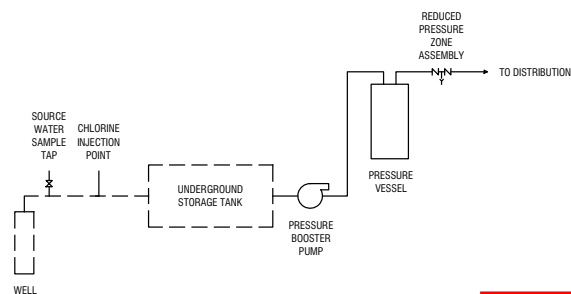 REDUCED
PRESSURE
ZONE
ASSEMBLY
TO DISTRIBUTION
SOURCE
WATER
SAMPLE
TAP
CHLORINE
INJECTION
POINT
UNDERGROUND
STORAGE TANK
PRESSURE
VESSEL
PRESSURE
BOOSTER
PUMP
WELL